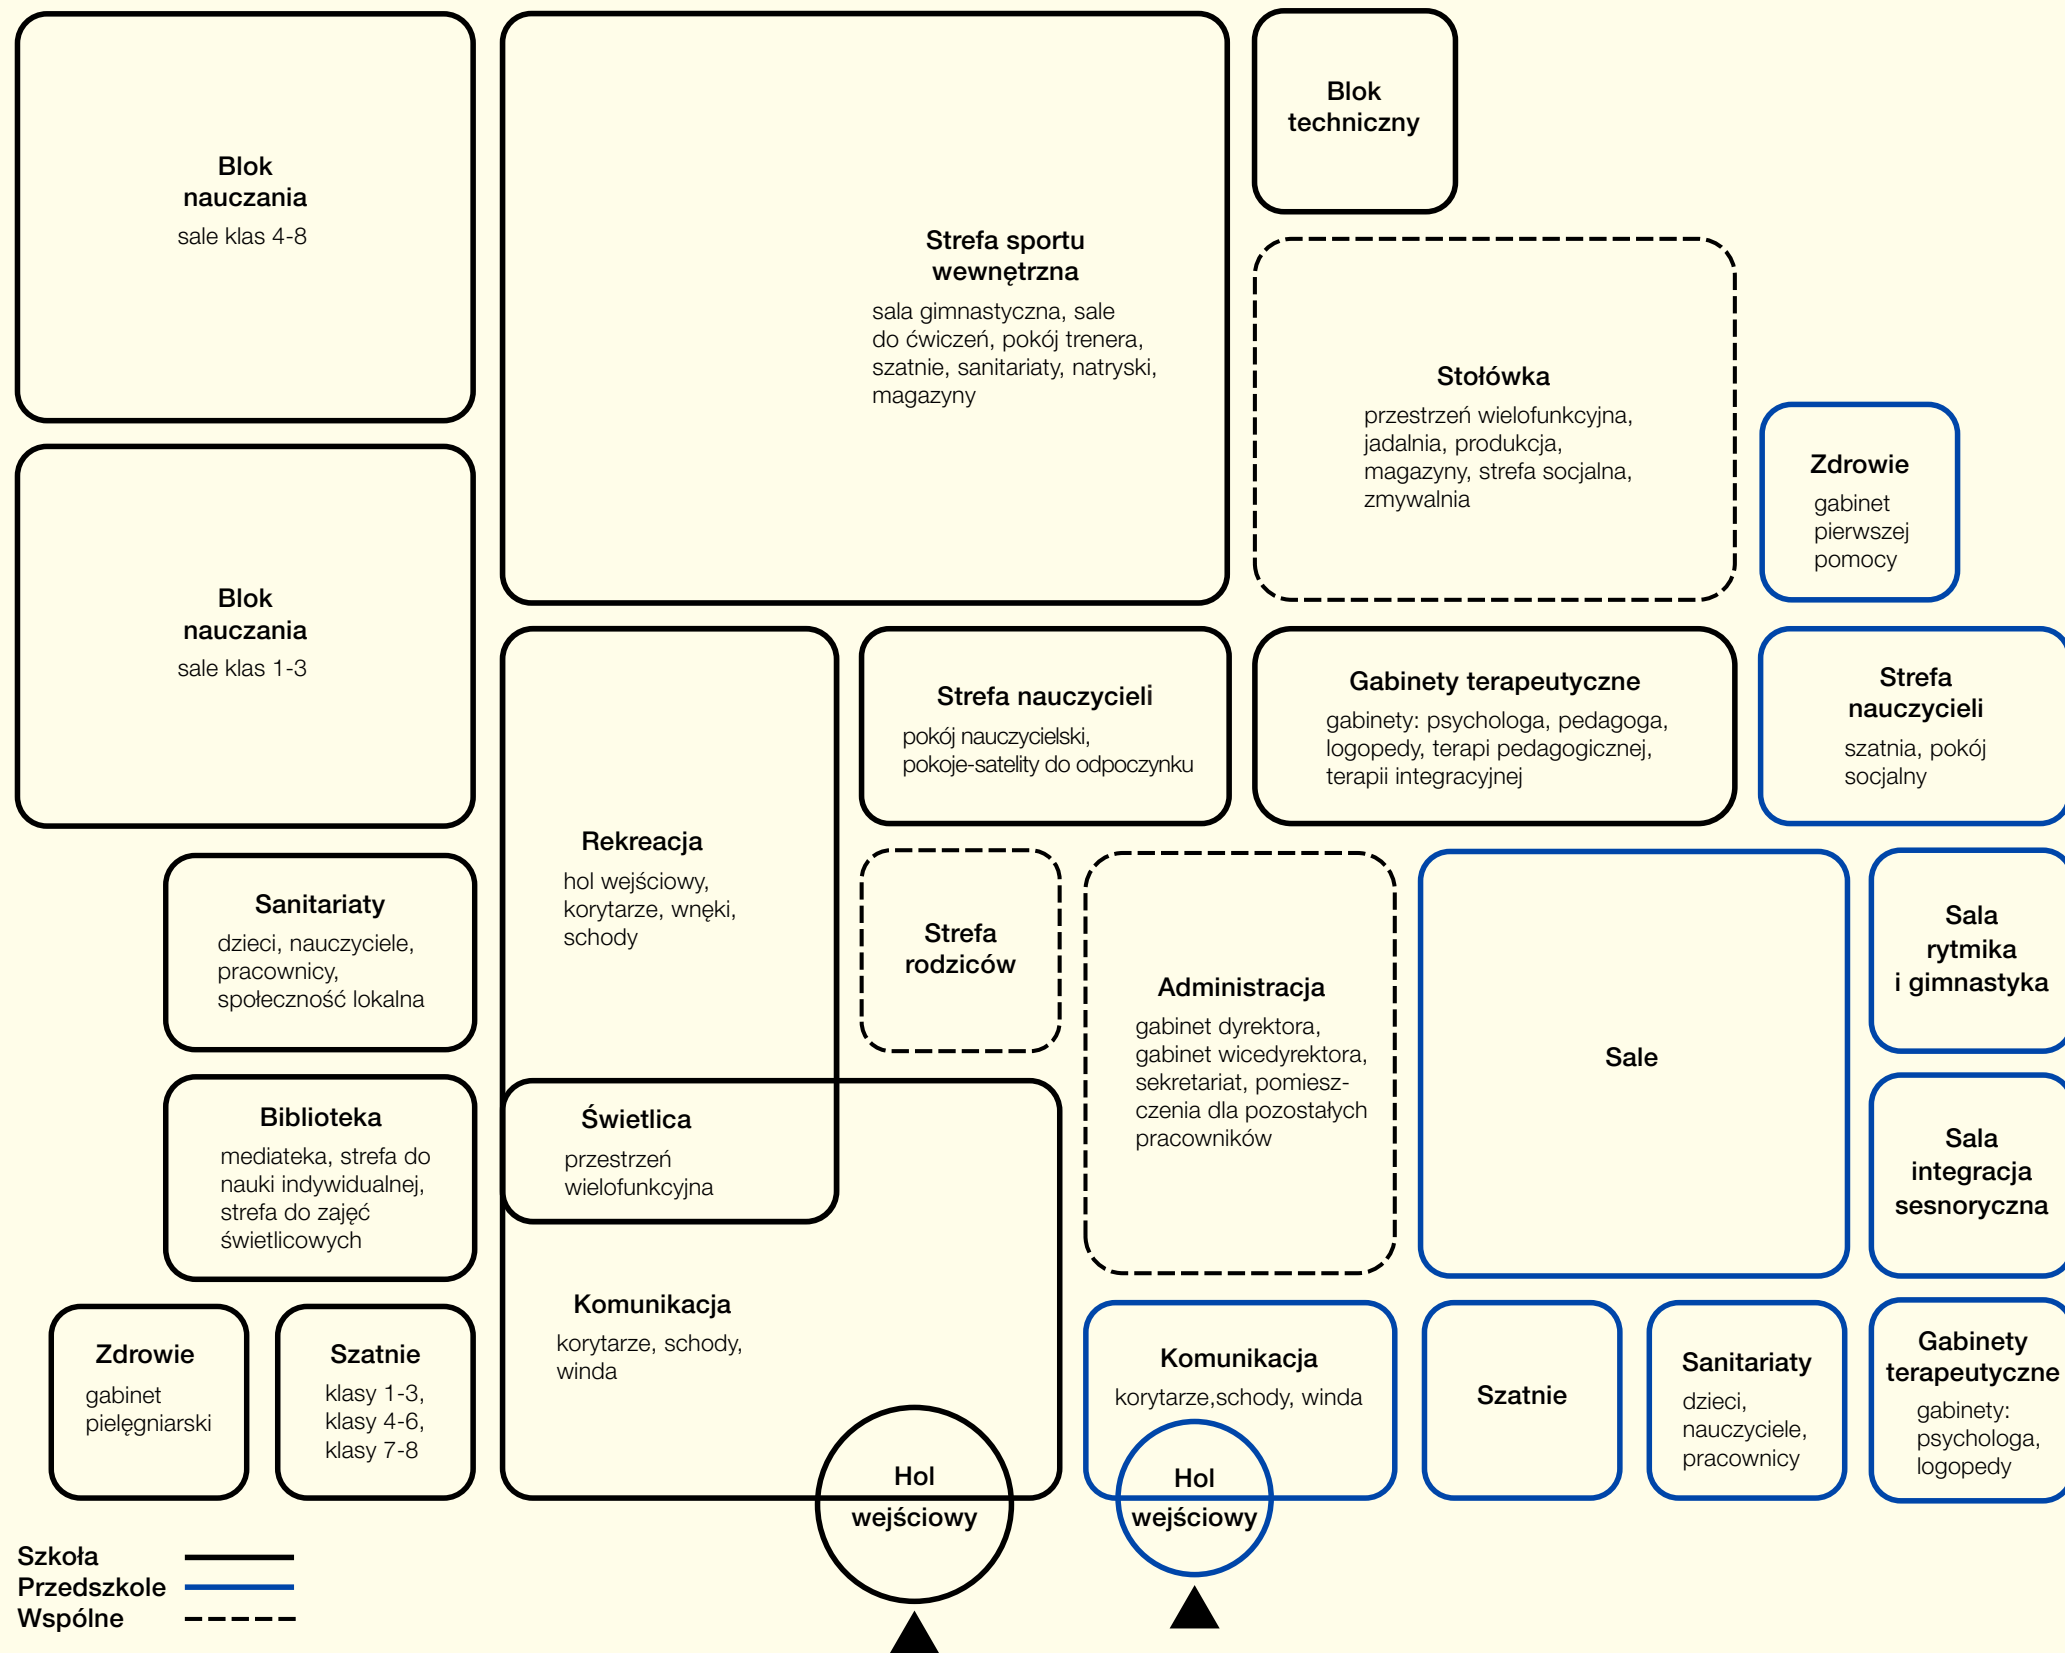 Blok
nauczania
sale klas 4-8
Strefa sportu
wewnętrzna
sala gimnastyczna, sale
do ćwiczeń, pokój trenera,
szatnie, sanitariaty, natryski,
magazyny
Blok
techniczny
Stołówka
przestrzeń wielofunkcyjna,
jadalnia, produkcja,
magazyny, strefa socjalna,
zmywalnia
Zdrowie
gabinet
pierwszej
pomocy
Blok
nauczania
sale klas 1-3
Rekreacja
hol wejściowy,
korytarze, wnęki,
schody
Strefa nauczycieli
pokój nauczycielski,
pokoje-satelity do odpoczynku
Gabinety terapeutyczne
gabinety: psychologa, pedagoga,
logopedy, terapi pedagogicznej,
terapii integracyjnej
Strefa
nauczycieli
szatnia, pokój
socjalny
Sanitariaty
dzieci, nauczyciele,
pracownicy,
społeczność lokalna
Strefa
rodziców
Administracja
gabinet dyrektora,
gabinet wicedyrektora,
sekretariat, pomiesz-
czenia dla pozostałych
pracowników
Sale
Sala
rytmika
i gimnastyka
Biblioteka
mediateka, strefa do
nauki indywidualnej,
strefa do zajęć
świetlicowych
Świetlica
przestrzeń
wielofunkcyjna
Sala
integracja
sesnoryczna
Zdrowie
gabinet
pielęgniarski
Szatnie
klasy 1-3,
klasy 4-6,
klasy 7-8
Komunikacja
korytarze, schody,
winda
Hol
wejściowy
Komunikacja
korytarze,schody, winda
Hol
wejściowy
Szatnie
Sanitariaty
dzieci,
nauczyciele,
pracownicy
Gabinety
terapeutyczne
gabinety:
psychologa,
logopedy
Szkoła
Przedszkole
Wspólne